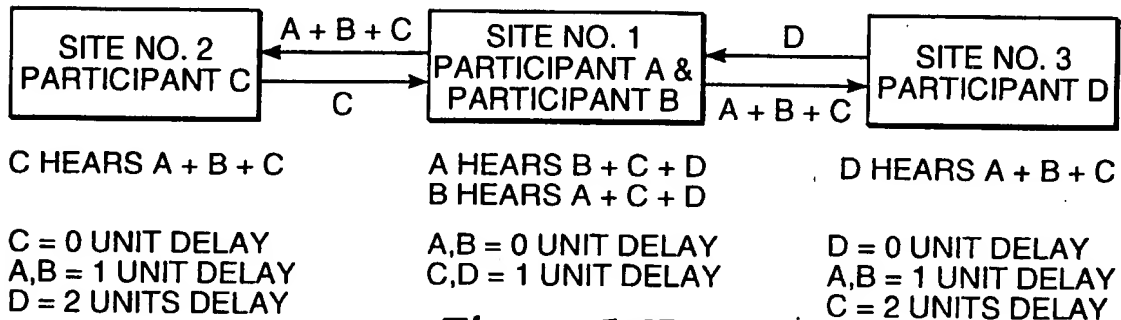 SITE NO. 2
PARTICIPANT C
A + B + C
C
SITE NO. 1
PARTICIPANT A &
PARTICIPANT B
D
A + B + C
SITE NO. 3
PARTICIPANT D
C HEARS A + B + C
A HEARS B + C + D
B HEARS A + C + D
D HEARS A + B + C
C = 0 UNIT DELAY
A,B = 1 UNIT DELAY
D = 2 UNITS DELAY
A,B = 0 UNIT DELAY
C,D = 1 UNIT DELAY
D = 0 UNIT DELAY
A,B = 1 UNIT DELAY
C = 2 UNITS DELAY